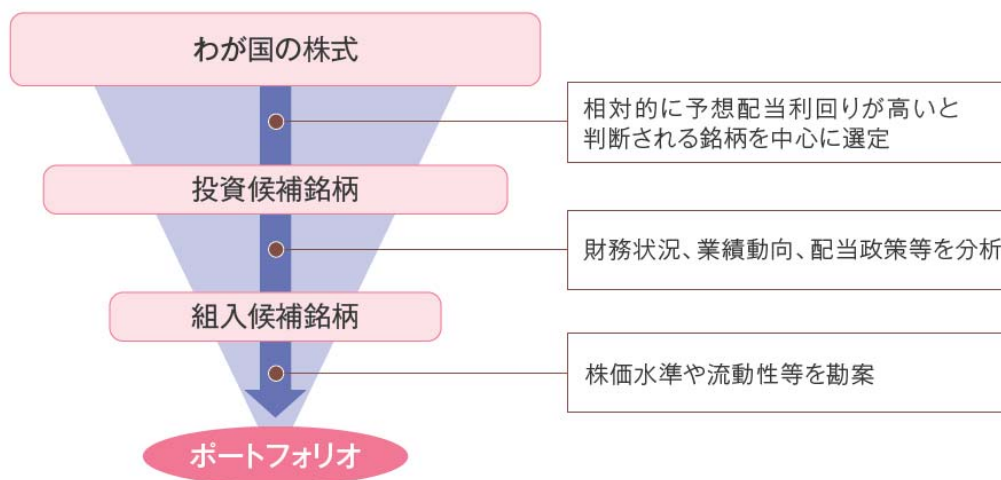 わが国の株式
相対的に予想配当利回りが高いと
判断される銘柄を中心に選定
投資候補銘柄
財務状況、業績動向、配当政策等を分析
組入候補銘柄
株価水準や流動性等を勘案
ポートフォリオ